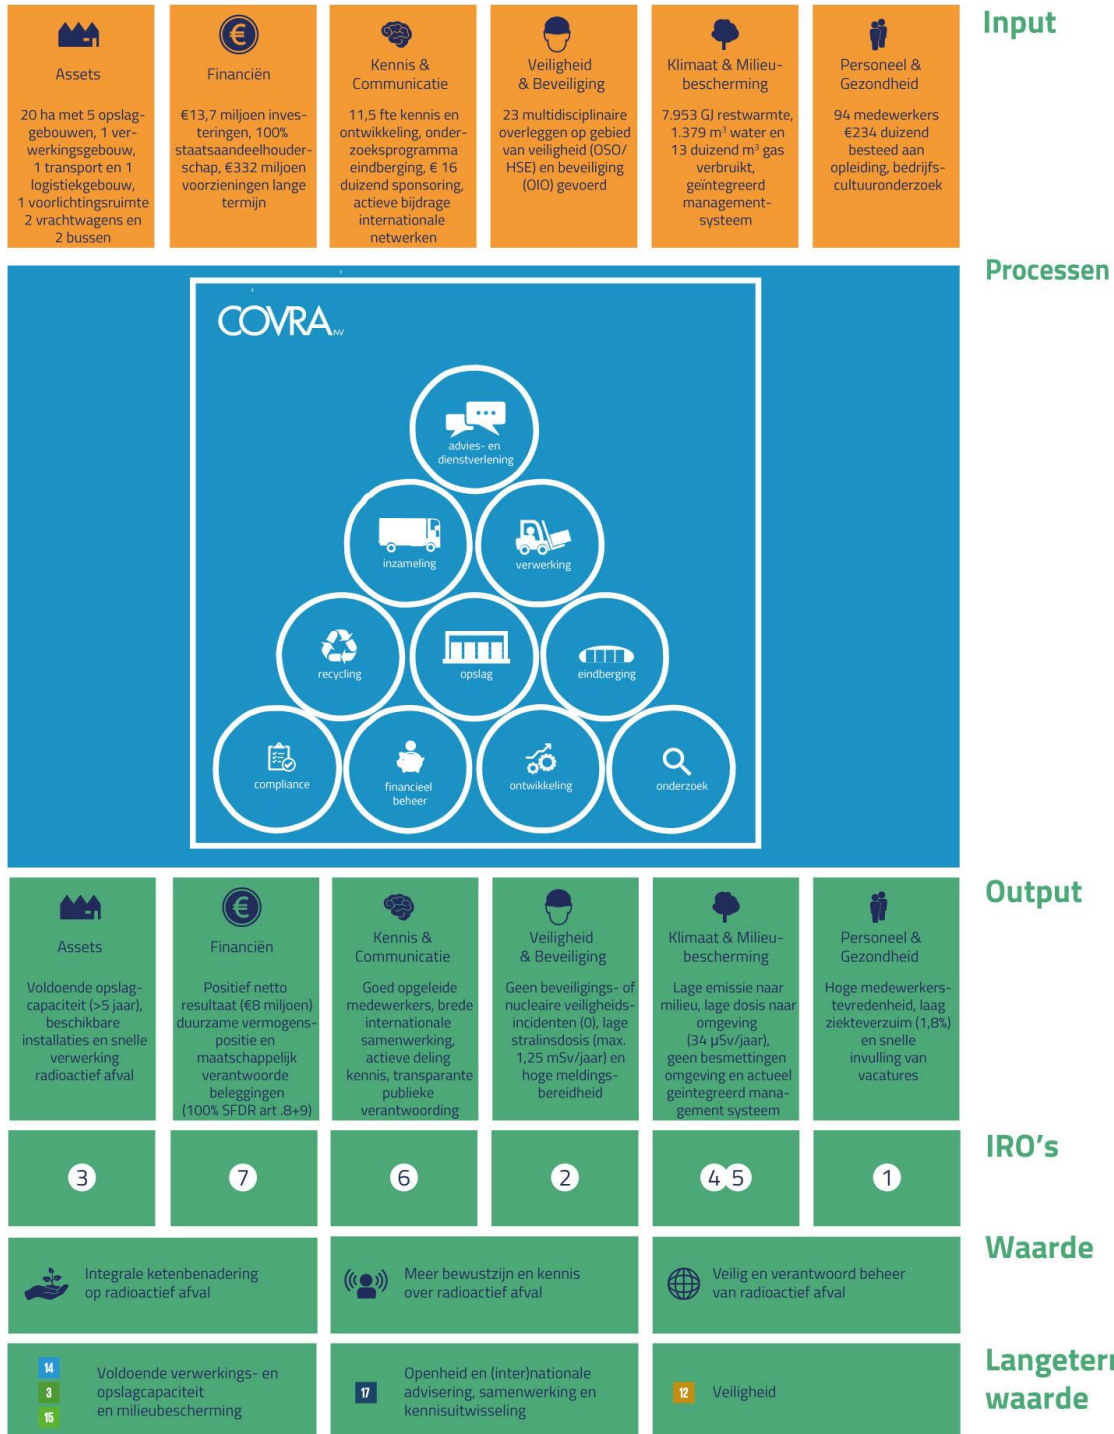 Input
Assets
20 ha met 5 opslag-
gebouwen, 1 ver-
werkingsgebouw,
1 transport en 1
logistiekgebouw,
1 voorlichtingsruimte
2 vrachtwagens en
2 bussen
Financiën
€13,7 miljoen inves-
teringen, 100%
staatsaandeelhouder-
schap, €332 miljoen
voorzieningen lange
termijn
Kennis &
Communicatie
11,5 fte kennis en
ontwikkeling, onder-
zoeksprogramma
eindberging, € 16
duizend sponsoring,
actieve bijdrage
internationale
netwerken
Veiligheid
& Beveiliging
23 multidisciplinaire
overleggen op gebied
van veiligheid (OSO/
HSE) en beveiliging
(OIO) gevoerd
Klimaat & Milieu-
bescherming
7.953 GJ restwarmte,
1.379 m³ water en
13 duizend m³ gas
verbruikt,
geïntegreerd
management-
systeem
Personeel &
Gezondheid
94 medewerkers
€234 duizend
besteed aan
opleiding, bedrijfs-
cultuuronderzoek
Processen
COVRA NV
advies- en
dienstverlening
inzameling
verwerking
recycling
opslag
eindberging
compliance
financieel
beheer
ontwikkeling
onderzoek
Output
Assets
Voldoende opslag-
capaciteit (>5 jaar),
beschikbare
installaties en snelle
verwerking
radioactief afval
Financiën
Positief netto
resultaat (€8 miljoen)
duurzame vermogens-
positie en
maatschappelijk
verantwoorde
beleggingen
(100% SFDR art .8+9)
Kennis &
Communicatie
Goed opgeleide
medewerkers, brede
internationale
samenwerking,
actieve deling
kennis, transparante
publieke
verantwoording
Veiligheid
& Beveiliging
Geen beveiligings- of
nucleaire veiligheids-
incidenten (0), lage
stralinsdosis (max.
1,25 mSv/jaar) en
hoge meldings-
bereidheid
Klimaat & Milieu-
bescherming
Lage emissie naar
milieu, lage dosis naar
omgeving
(34 µSv/jaar),
geen besmettingen
omgeving en actueel
geintegreerd mana-
gement systeem
Personeel &
Gezondheid
Hoge medewerkers-
tevredenheid, laag
ziekteverzuim (1,8%)
en snelle
invulling van
vacatures
IRO's
3
7
6
2
4 5
1
Waarde
Integrale ketenbenadering
op radioactief afval
Meer bewustzijn en kennis
over radioactief afval
Veilig en verantwoord beheer
van radioactief afval
Langeterm
waarde
14
3
15
Voldoende verwerkings- en
opslagcapaciteit
en milieubescherming
17
Openheid en (inter)nationale
advisering, samenwerking en
kennisuitwisseling
12
Veiligheid